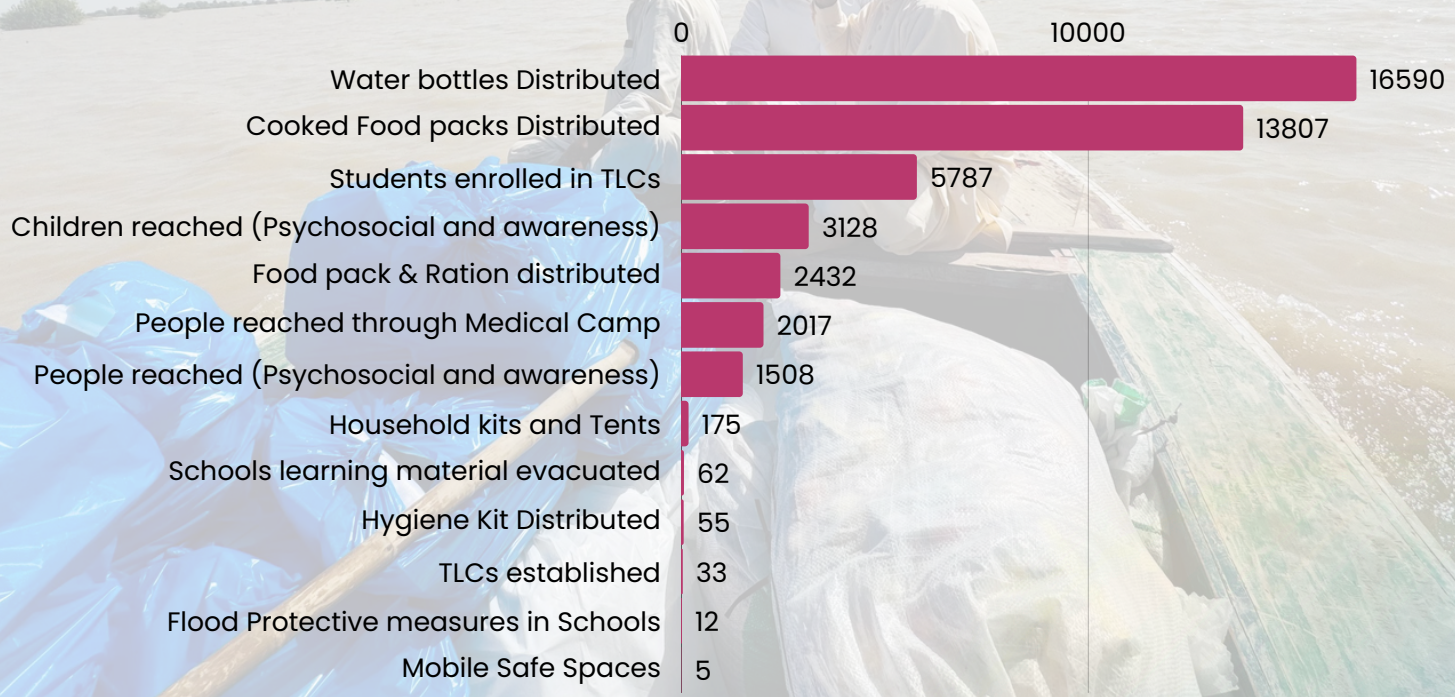 0 10000
Water bottles Distributed 16590
Cooked Food packs Distributed 13807
Students enrolled in TLCs 5787
Children reached (Psychosocial and awareness) 3128
Food pack & Ration distributed 2432
People reached through Medical Camp 2017
People reached (Psychosocial and awareness) 1508
Household kits and Tents 175
Schools learning material evacuated 62
Hygiene Kit Distributed 55
TLCs established 33
Flood Protective measures in Schools 12
Mobile Safe Spaces 5